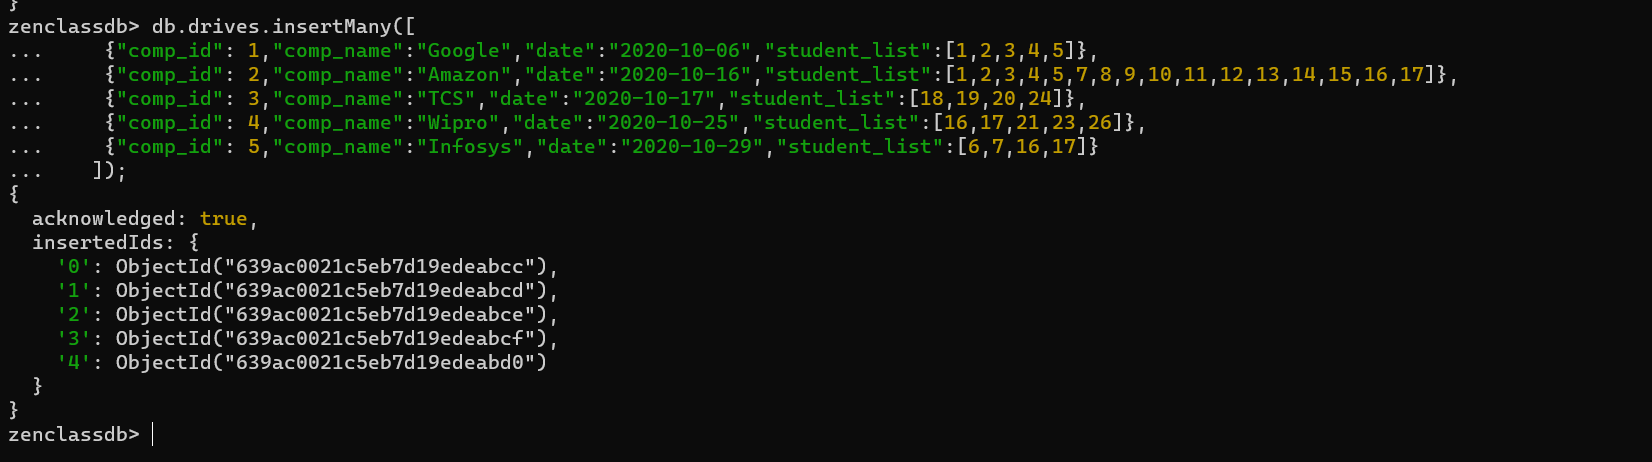 }
zenclassdb> db.drives.insertMany([
...     {"comp_id": 1,"comp_name":"Google","date":"2020-10-06","student_list":[1,2,3,4,5]},
...     {"comp_id": 2,"comp_name":"Amazon","date":"2020-10-16","student_list":[1,2,3,4,5,7,8,9,10,11,12,13,14,15,16,17]},
...     {"comp_id": 3,"comp_name":"TCS","date":"2020-10-17","student_list":[18,19,20,24]},
...     {"comp_id": 4,"comp_name":"Wipro","date":"2020-10-25","student_list":[16,17,21,23,26]},
...     {"comp_id": 5,"comp_name":"Infosys","date":"2020-10-29","student_list":[6,7,16,17]}
...    ]);
{
  acknowledged: true,
  insertedIds: {
    '0': ObjectId("639ac0021c5eb7d19edeabcc"),
    '1': ObjectId("639ac0021c5eb7d19edeabcd"),
    '2': ObjectId("639ac0021c5eb7d19edeabce"),
    '3': ObjectId("639ac0021c5eb7d19edeabcf"),
    '4': ObjectId("639ac0021c5eb7d19edeabd0")
  }
}
zenclassdb>